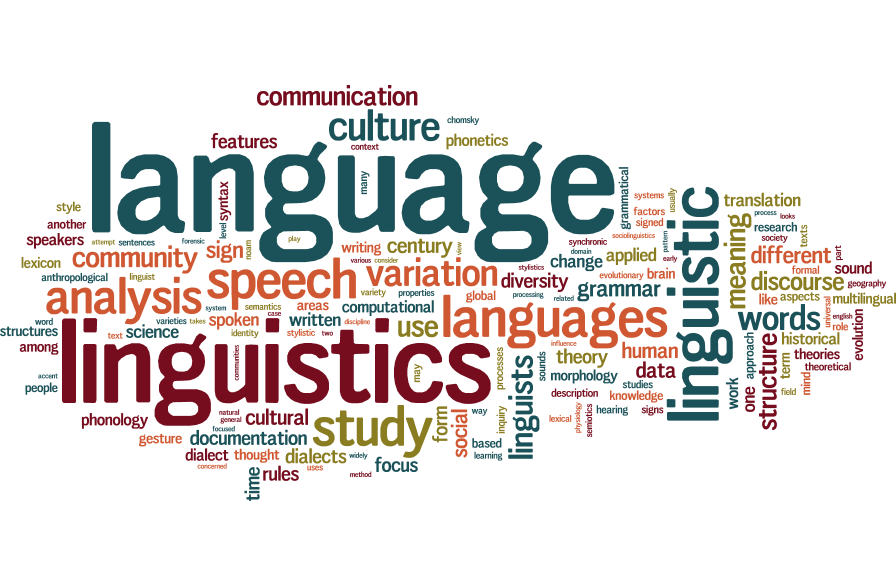 communication
culture
chomsky
features
context
phonetics
language
many
style
another
speakers
syntax
level
attempt
sentences
forensic
noam
play
grammatical
systems
factors
signed
sociolinguistics
usually
pattern
early
synchronic
domain
translation
process
looks
research
society
texts
lexicon
community
sign
writing
century
view
various
consider
stylistics
change
applied
linguistic
meaning
different
formal
part
sound
anthropological
linguist
speech
variation
diversity
evolutionary
brain
discourse
geography
analysis
variety
properties
global
processing
related
grammar
like
aspects
multilingual
system
semantics
case
areas
computational
languages
words
universal
english
role
word
structures
text
science
varieties
takes
spoken
identity
written
discipline
stylistic
two
use
historical
evolution
among
linguistics
communities
may
processes
sounds
influence
theory
human
approach
structure
term
theories
theoretical
mind
accent
people
linguists
morphology
data
studies
knowledge
work
one
field
description
hearing
signs
lexical
physiology
semiotics
phonology
natural
general
focused
cultural
study
form
social
way
inquiry
gesture
documentation
based
learning
dialect
concerned
thought
dialects
widely
focus
time
rules
uses
method